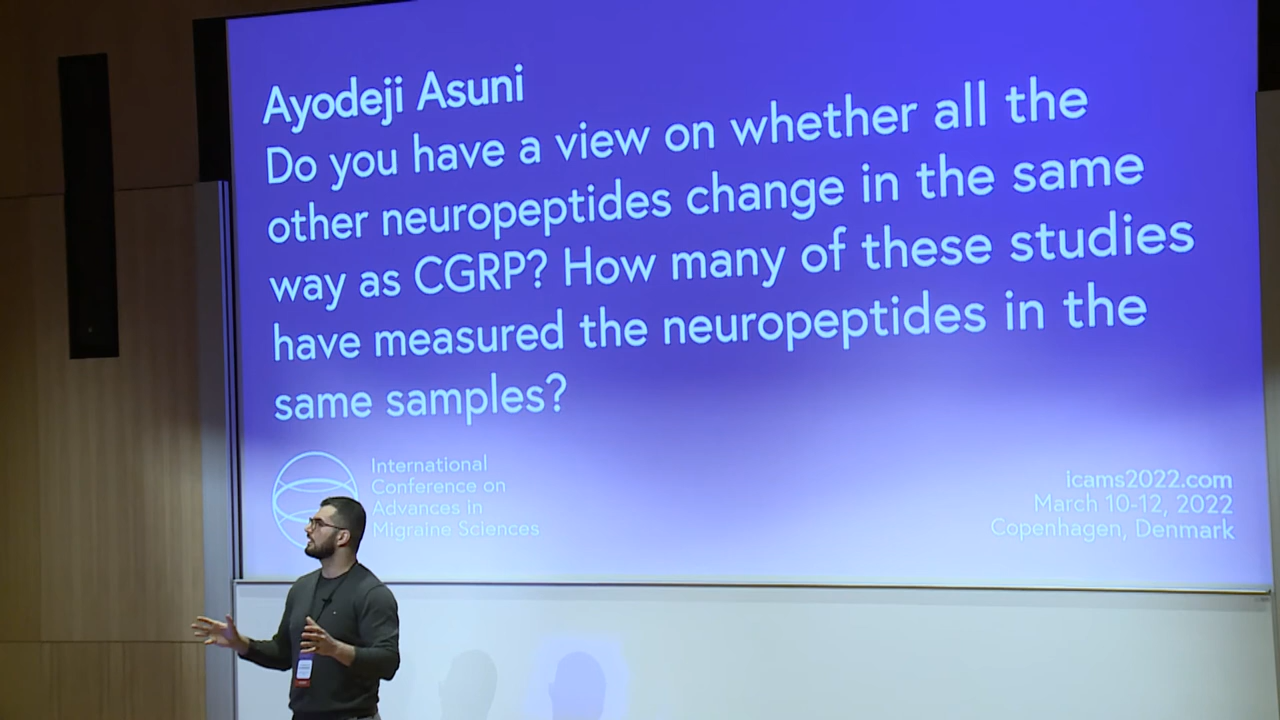 Ayodeji Asuni
Do you have a view on whether all the
other neuropeptides change in the same
way as CGRP? How many of these studies
have measured the neuropeptides in the
same samples?
International
Conference on
Advances in
Migraine Sciences
icams2022.com
March 10-12, 2022
Copenhagen, Denmark